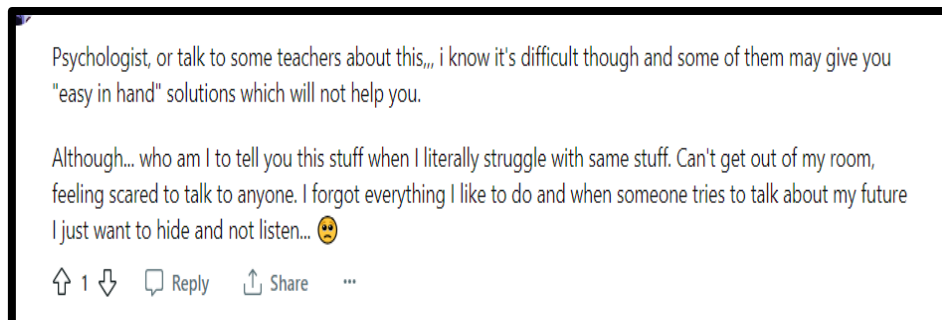 Psychologist, or talk to some teachers about this,,, i know it's difficult though and some of them may give you
"easy in hand" solutions which will not help you.
Although... who am I to tell you this stuff when I literally struggle with same stuff. Can't get out of my room,
feeling scared to talk to anyone. I forgot everything I like to do and when someone tries to talk about my future
I just want to hide and not listen... 🥺
1 Reply Share ...